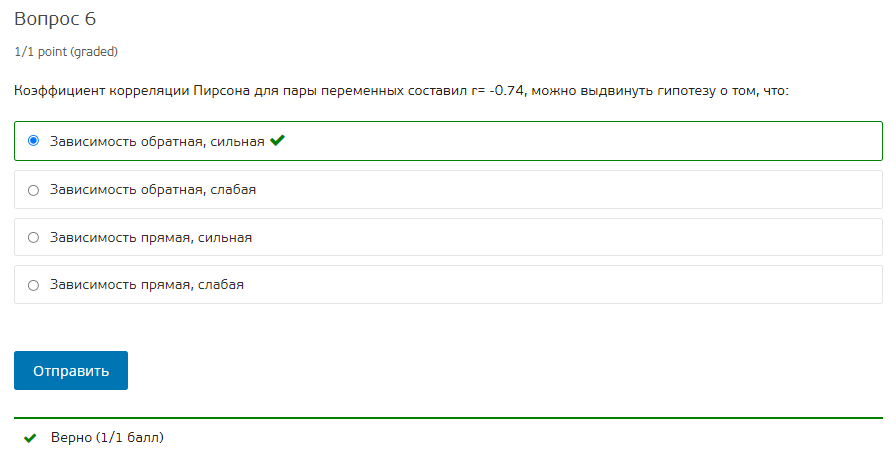 Вопрос 6
1/1 point (graded)
Коэффициент корреляции Пирсона для пары переменных составил r= -0.74, можно выдвинуть гипотезу о том, что:
Зависимость обратная, сильная
Зависимость обратная, слабая
Зависимость прямая, сильная
Зависимость прямая, слабая
Отправить
Верно (1/1 балл)